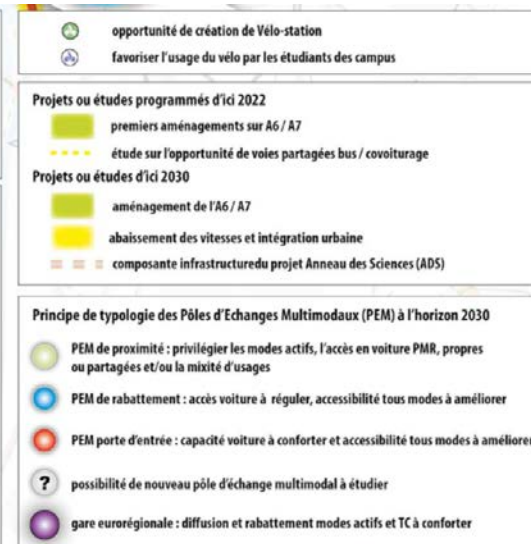 opportunité de création de Vélo-station
favoriser l'usage du vélo par les étudiants des campus
Projets ou études programmés d'ici 2022
premiers aménagements sur A6 / A7
étude sur l'opportunité de voies partagées bus / covoiturage
Projets ou études d'ici 2030
aménagement de l'A6 / A7
abaissement des vitesses et intégration urbaine
composante infrastructuredu projet Anneau des Sciences (ADS)
Principe de typologie des Pôles d'Echanges Multimodaux (PEM) à l'horizon 2030
PEM de proximité : privilégier les modes actifs, l'accès en voiture PMR, propres
ou partagées et/ou la mixité d'usages
PEM de rabattement : accès voiture à réguler, accessibilité tous modes à améliorer
PEM porte d'entrée : capacité voiture à conforter et accessibilité tous modes à améliorer
? possibilité de nouveau pôle d'échange multimodal à étudier
gare eurorégionale : diffusion et rabattement modes actifs et TC à conforter